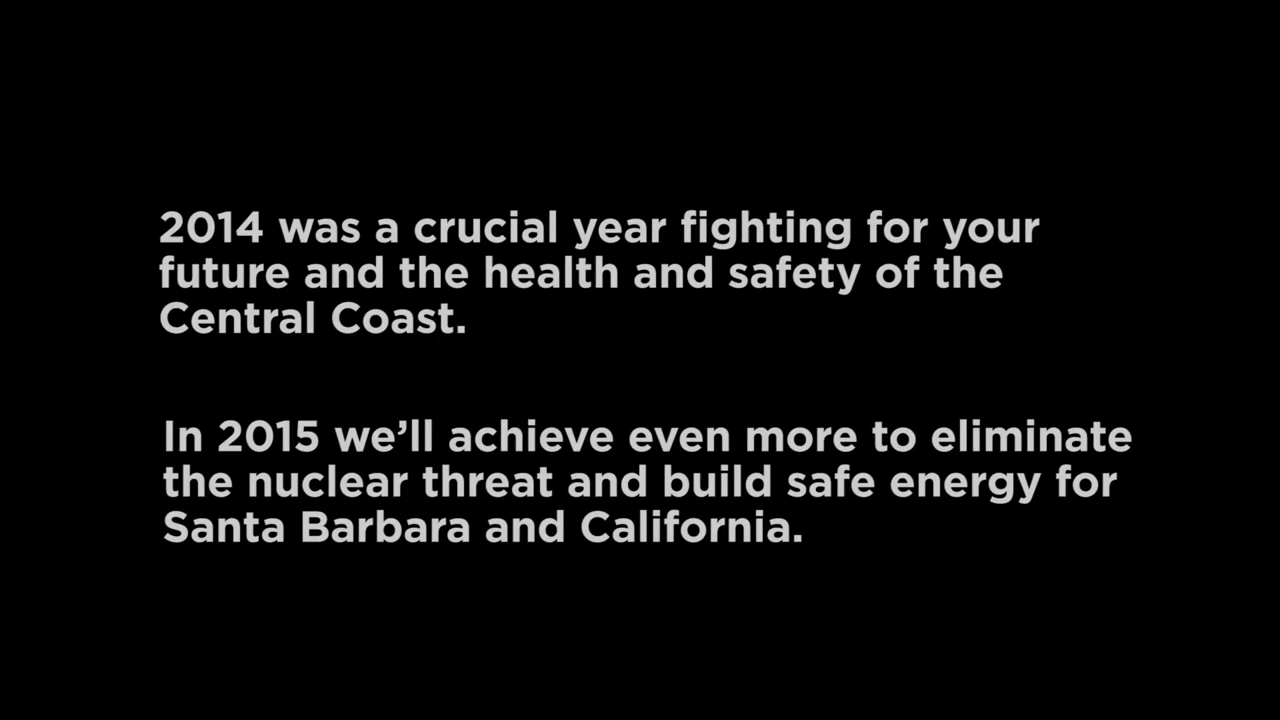 2014 was a crucial year fighting for your
future and the health and safety of the
Central Coast.
In 2015 we’ll achieve even more to eliminate
the nuclear threat and build safe energy for
Santa Barbara and California.